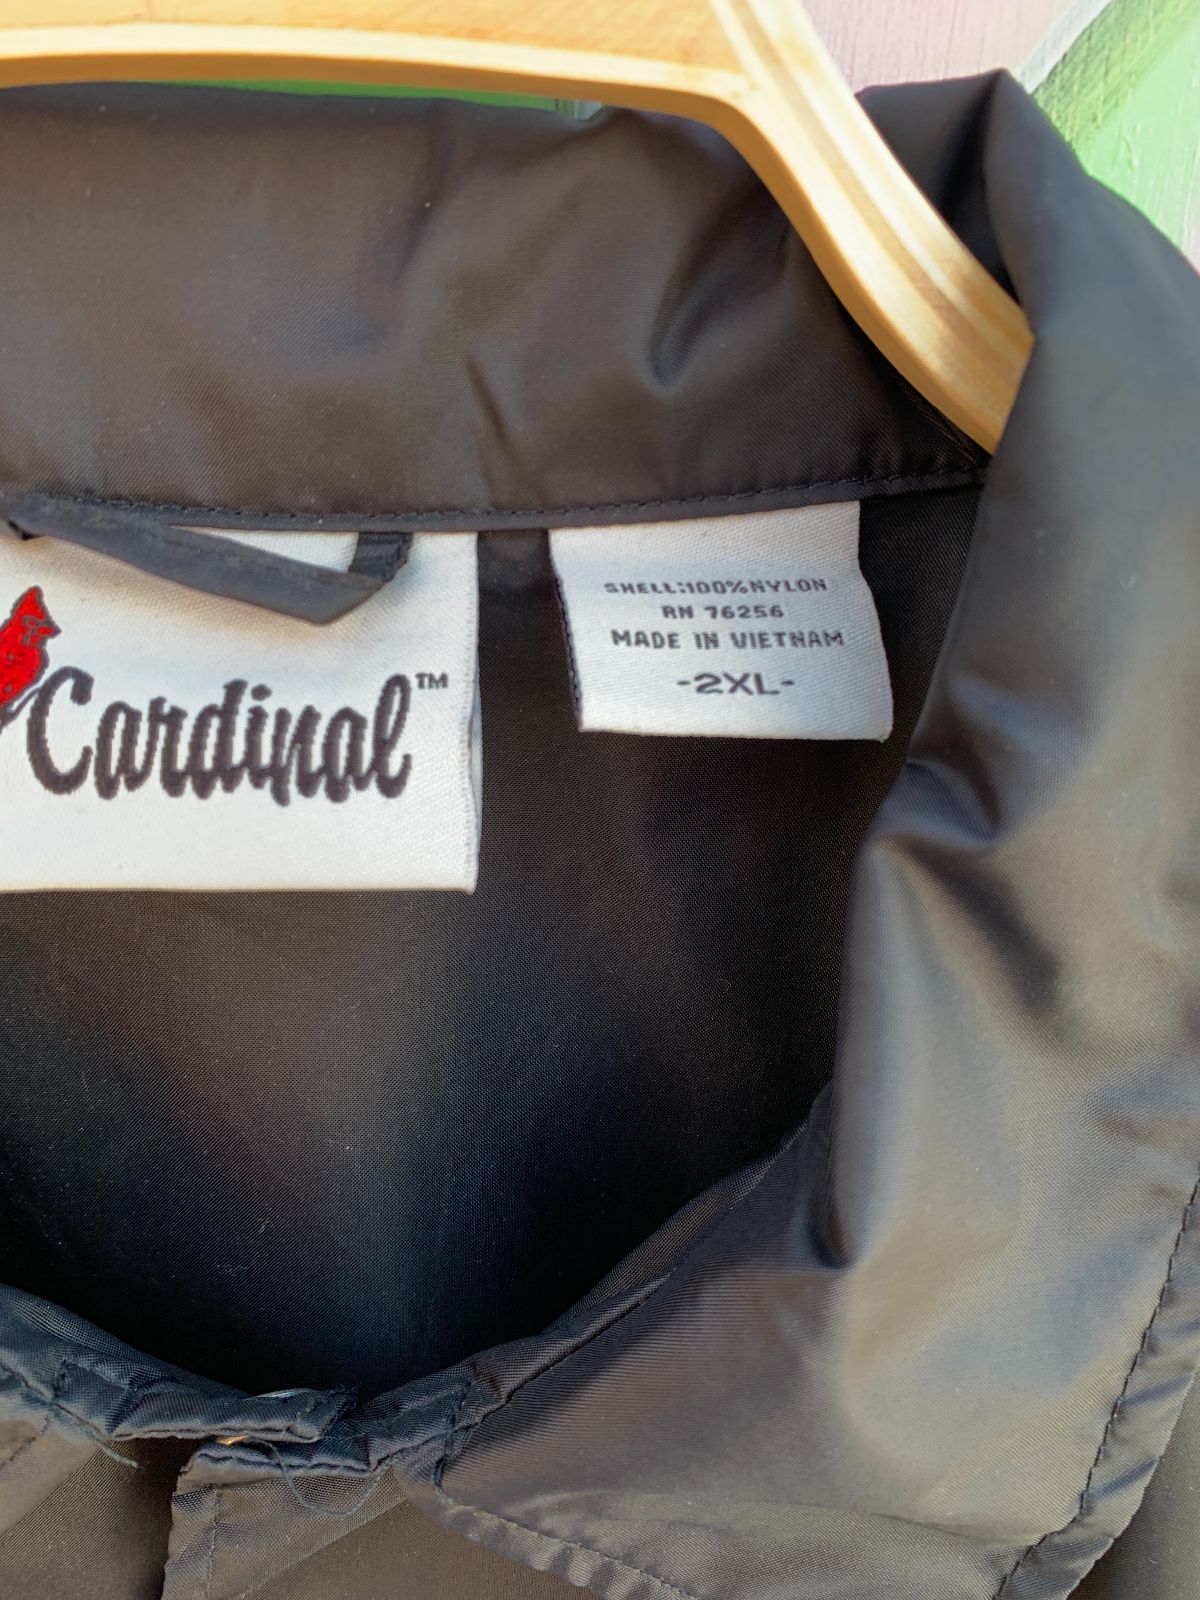 Cardinal™
SHELL:100%NYLON
RN 76256
MADE IN VIETNAM
-2XL-